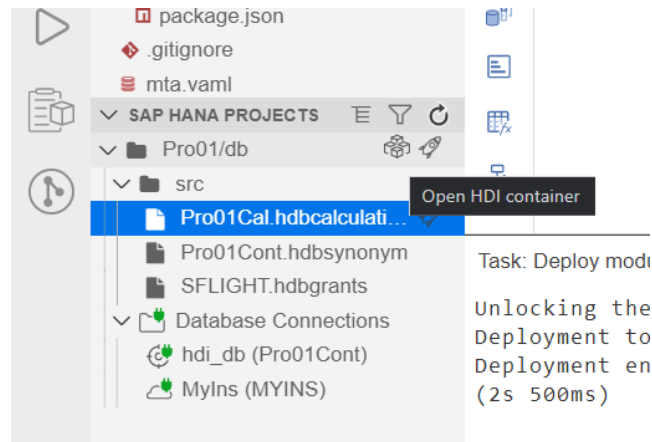 package.json
.gitignore
mta.yaml
SAP HANA PROJECTS
Pro01/db
src
Open HDI container
Pro01Cal.hdbcalculati...
Pro01Cont.hdbsynonym
SFLIGHT.hdbgrants
Database Connections
hdi_db (Pro01Cont)
MyIns (MYINS)
Task: Deploy modu
Unlocking the
Deployment to
Deployment en
(2s 500ms)